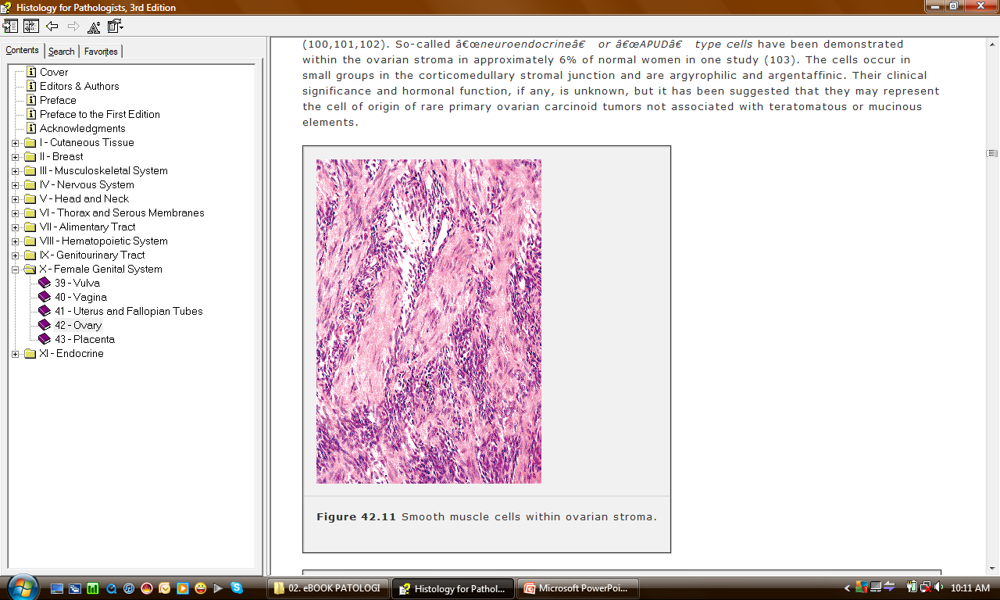 Histology for Pathologists, 3rd Edition
Contents Search Favorites
Cover
Editors & Authors
Preface
Preface to the First Edition
Acknowledgments
I - Cutaneous Tissue
II - Breast
III - Musculoskeletal System
IV - Nervous System
V - Head and Neck
VI - Thorax and Serous Membranes
VII - Alimentary Tract
VIII - Hematopoietic System
IX - Genitourinary Tract
X - Female Genital System
39 - Vulva
40 - Vagina
41 - Uterus and Fallopian Tubes
42 - Ovary
43 - Placenta
XI - Endocrine
(100,101,102). So-called “neuroendocrineâ€ or “APUDâ€ type cells have been demonstrated
within the ovarian stroma in approximately 6% of normal women in one study (103). The cells occur in
small groups in the corticomedullary stromal junction and are argyrophilic and argentaffinic. Their clinical
significance and hormonal function, if any, is unknown, but it has been suggested that they may represent
the cell of origin of rare primary ovarian carcinoid tumors not associated with teratomatous or mucinous
elements.
Figure 42.11 Smooth muscle cells within ovarian stroma.
02. eBOOK PATOLOGI
Histology for Pathol...
Microsoft PowerPoi...
10:11 AM